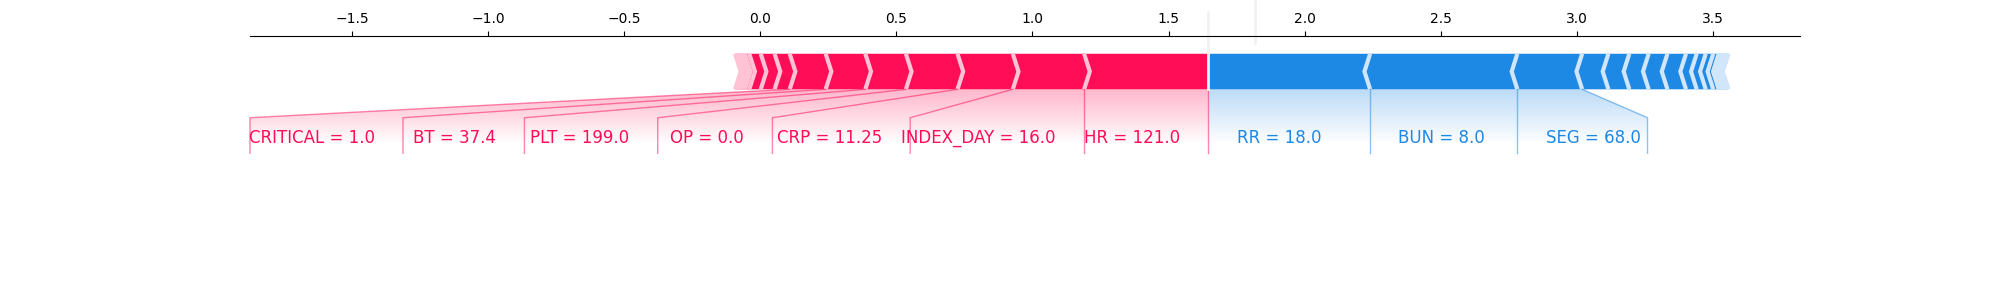 −1.5 −1.0 −0.5 0.0 0.5 1.0 1.5 2.0 2.5 3.0 3.5
CRITICAL = 1.0 BT = 37.4 PLT = 199.0 OP = 0.0 CRP = 11.25 INDEX_DAY = 16.0 HR = 121.0 RR = 18.0 BUN = 8.0 SEG = 68.0